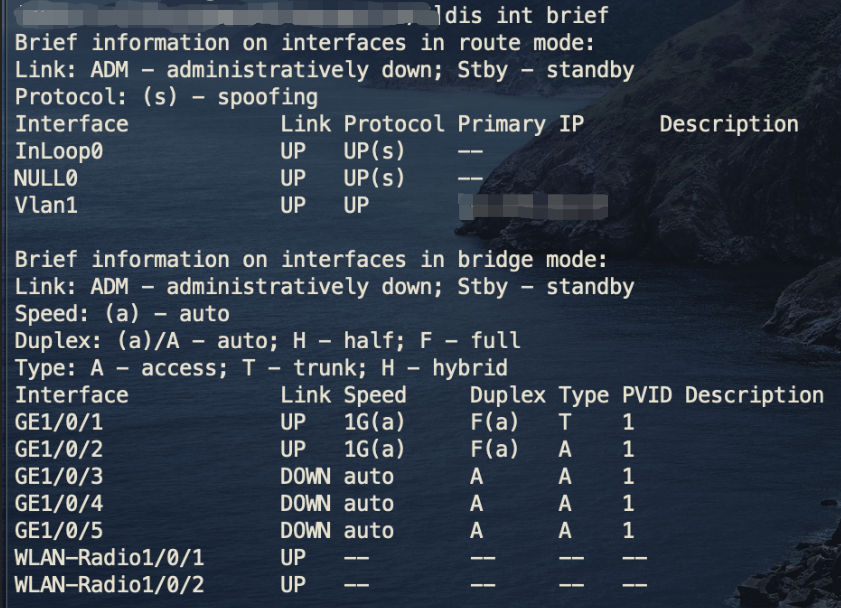 dis int brief
Brief information on interfaces in route mode:
Link: ADM - administratively down; Stby - standby
Protocol: (s) - spoofing
Interface Link Protocol Primary IP Description
InLoop0 UP UP(s) --
NULL0 UP UP(s) --
Vlan1 UP UP
Brief information on interfaces in bridge mode:
Link: ADM - administratively down; Stby - standby
Speed: (a) - auto
Duplex: (a)/A - auto; H - half; F - full
Type: A - access; T - trunk; H - hybrid
Interface Link Speed Duplex Type PVID Description
GE1/0/1 UP 1G(a) F(a) T 1
GE1/0/2 UP 1G(a) F(a) A 1
GE1/0/3 DOWN auto A A 1
GE1/0/4 DOWN auto A A 1
GE1/0/5 DOWN auto A A 1
WLAN-Radio1/0/1 UP -- -- -- --
WLAN-Radio1/0/2 UP -- -- -- --